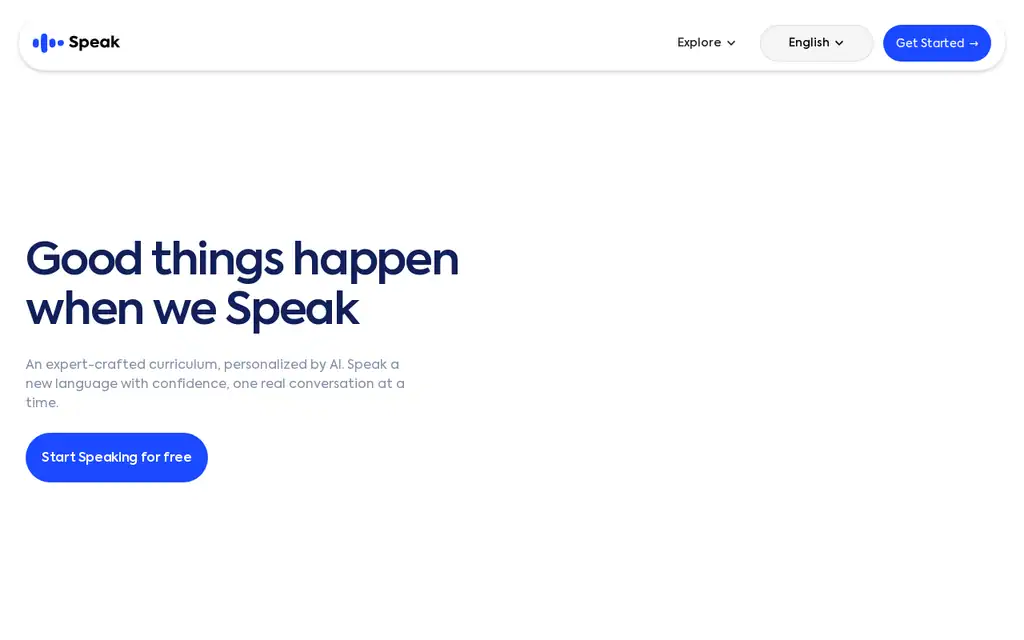 Speak
Explore
English
Get Started →
Good things happen
when we Speak
An expert-crafted curriculum, personalized by AI. Speak a
new language with confidence, one real conversation at a
time.
Start Speaking for free